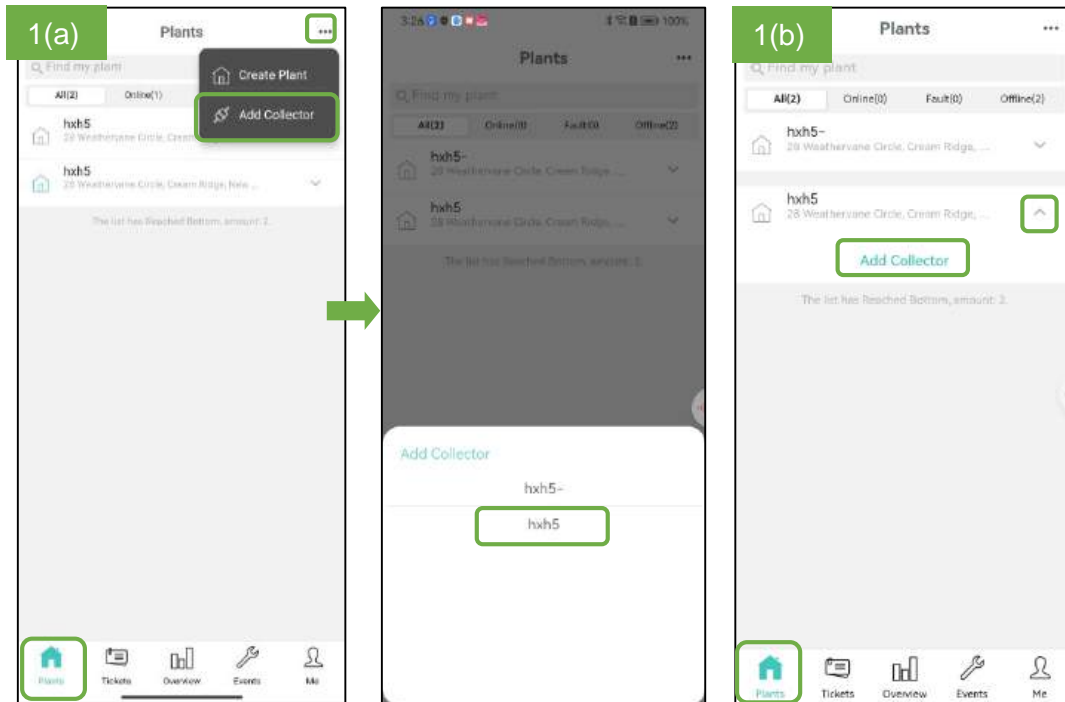 1(a)
Plants
...
Find my plant
Create Plant
Add Collector
All(2) Online(1)
hxh5
28 Weathervane Circle, Cream
hxh5
28 Weathervane Circle, Cream Ridge, New ...
The list has Reached Bottom, amount: 2.
Plants Tickets Overview Events Me
3:26 100%
Plants
...
Find my plant
All(2) Online(0) Fault(0) Offline(2)
hxh5-
28 Weathervane Circle, Cream Ridge, ...
hxh5
28 Weathervane Circle, Cream Ridge, ...
The list has Reached Bottom, amount: 2.
Add Collector
hxh5-
hxh5
1(b)
Plants
...
Find my plant
All(2) Online(0) Fault(0) Offline(2)
hxh5-
28 Weathervane Circle, Cream Ridge, ...
hxh5
28 Weathervane Circle, Cream Ridge, ...
Add Collector
The list has Reached Bottom, amount: 2.
Plants Tickets Overview Events Me